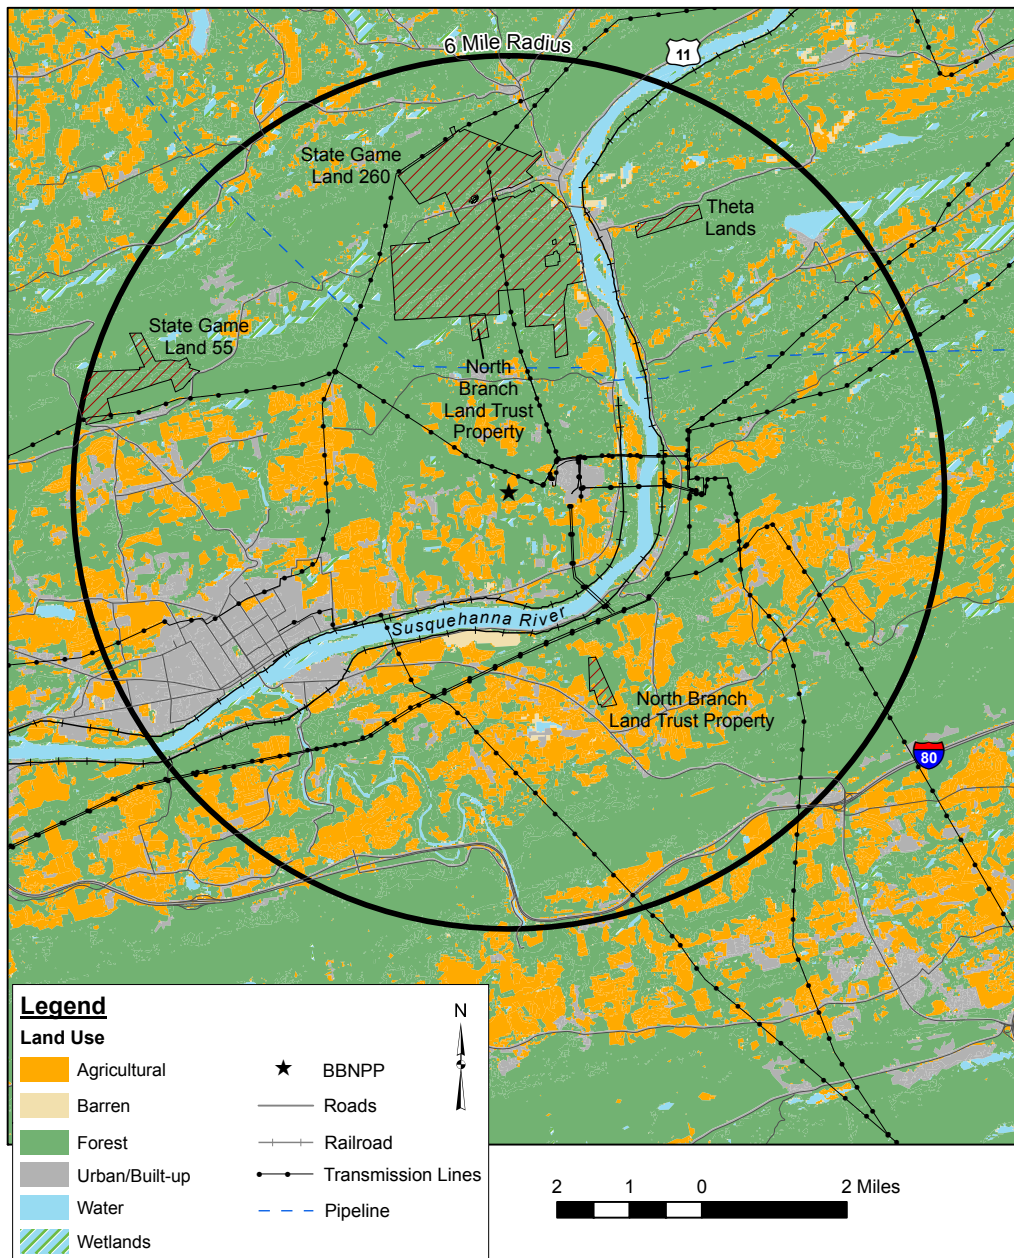 6 Mile Radius
11
State Game
Land 260
Theta
Lands
State Game
Land 55
North
Branch
Land Trust
Property
Susquehanna River
North Branch
Land Trust Property
80
Legend
Land Use
Agricultural
Barren
Forest
Urban/Built-up
Water
Wetlands
BBNPP
Roads
Railroad
Transmission Lines
Pipeline
N
2 1 0 2 Miles